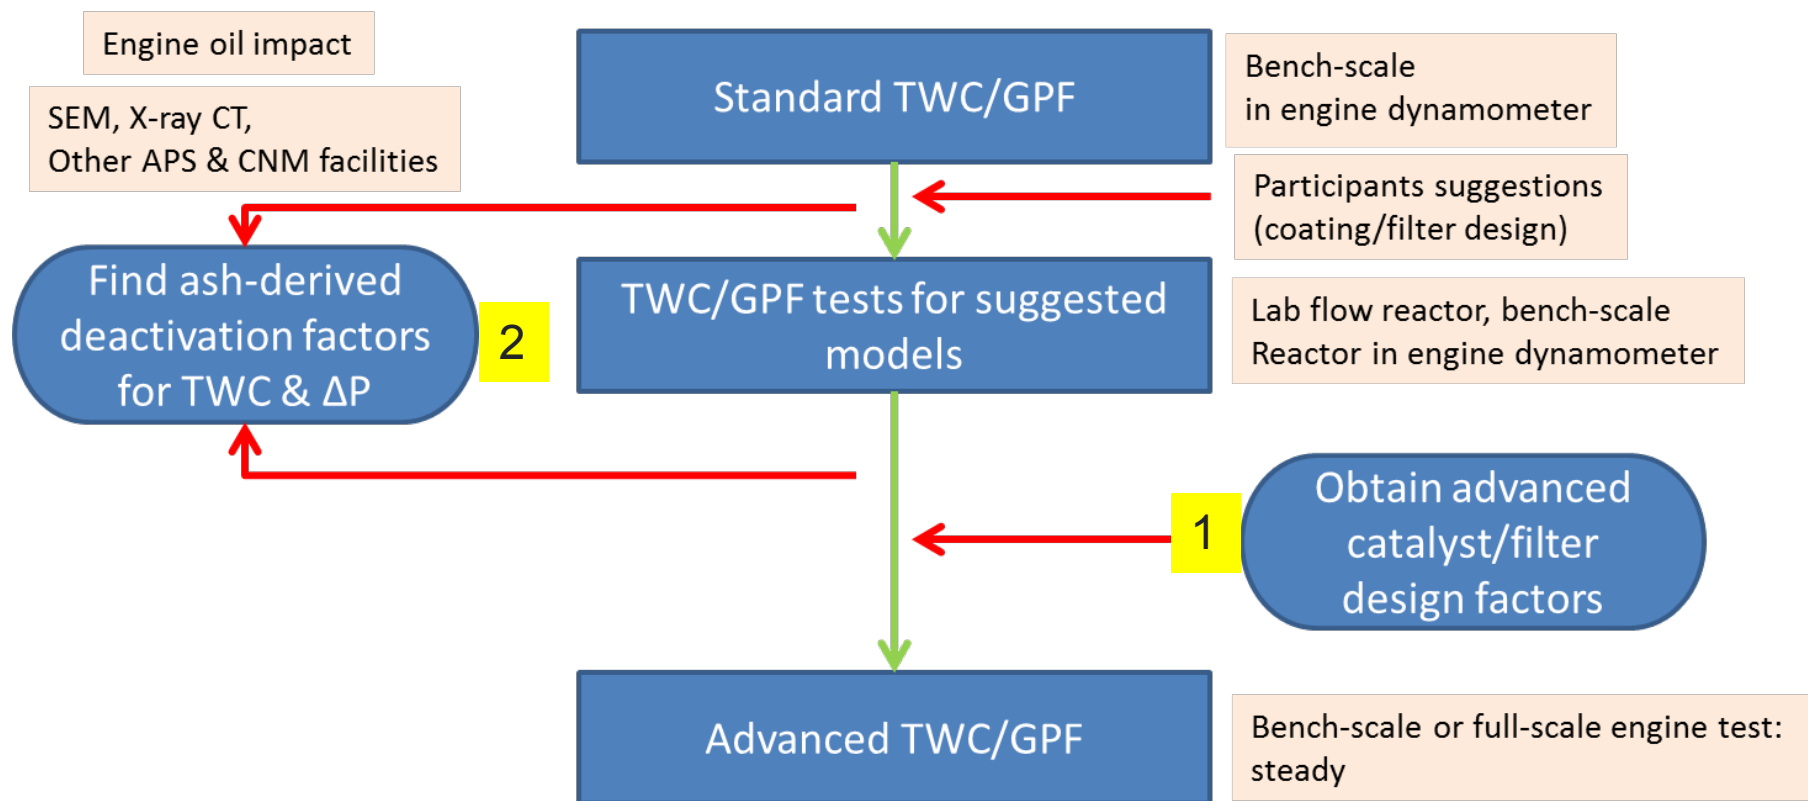 Engine oil impact
SEM, X-ray CT,
Other APS & CNM facilities
Standard TWC/GPF
Bench-scale
in engine dynamometer
Participants suggestions
(coating/filter design)
Find ash-derived
deactivation factors
for TWC & ΔP
2
TWC/GPF tests for suggested
models
Lab flow reactor, bench-scale
Reactor in engine dynamometer
1
Obtain advanced
catalyst/filter
design factors
Advanced TWC/GPF
Bench-scale or full-scale engine test:
steady